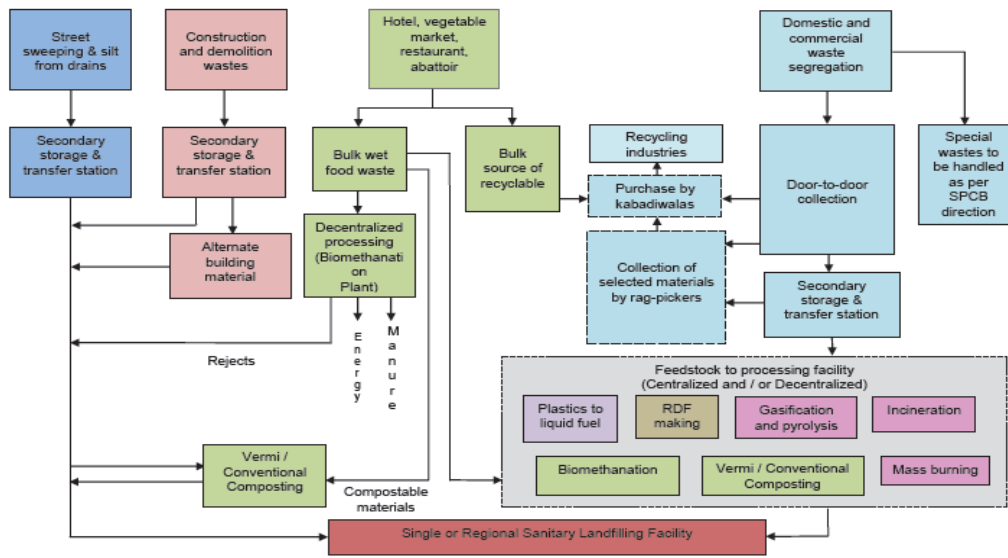 Street
sweeping & silt
from drains
Construction
and demolition
wastes
Hotel, vegetable
market,
restaurant,
abattoir
Domestic and
commercial
waste
segregation
Secondary
storage &
transfer station
Secondary
storage &
transfer station
Bulk wet
food waste
Bulk
source of
recyclable
Recycling
industries
Purchase by
kabadiwalas
Door-to-door
collection
Special
wastes to
be handled
as per
SPCB
direction
Alternate
building
material
Decentralized
processing
(Biomethanati
on
Plant)
Collection of
selected materials
by rag-pickers
Secondary
storage &
transfer station
Energy
Manure
Rejects
Feedstock to processing facility
(Centralized and / or Decentralized)
Plastics to
liquid fuel
RDF
making
Gasification
and pyrolysis
Incineration
Biomethanation
Vermi / Conventional
Composting
Mass burning
Vermi /
Conventional
Composting
Compostable
materials
Single or Regional Sanitary Landfilling Facility